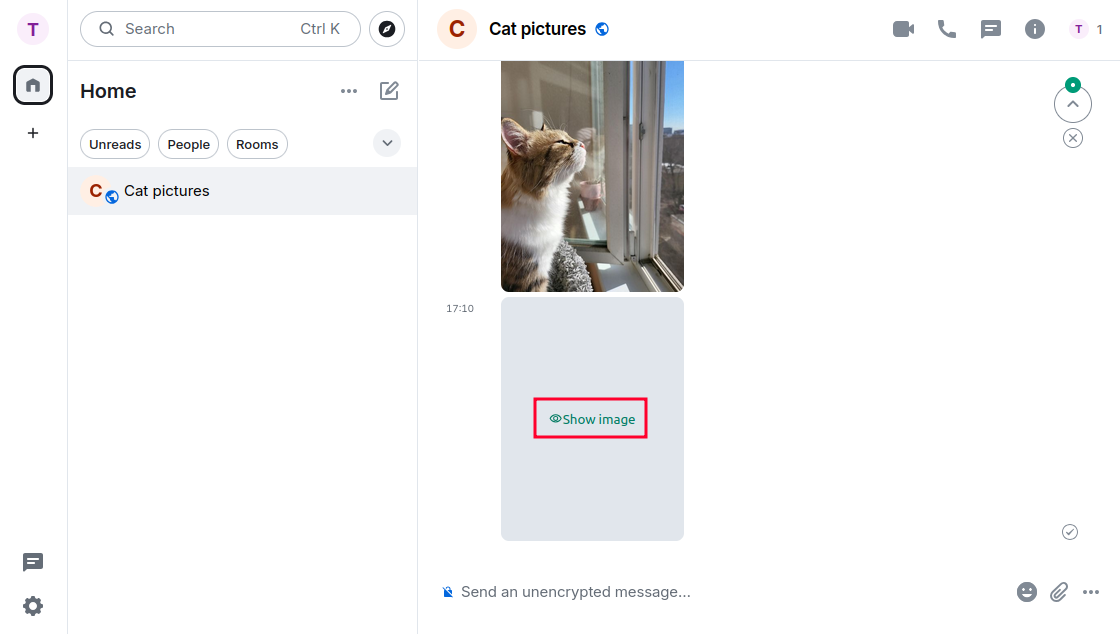 T
Search Ctrl K
C Cat pictures
T 1
Home
Unreads People Rooms
C Cat pictures
17:10
Show image
Send an unencrypted message...